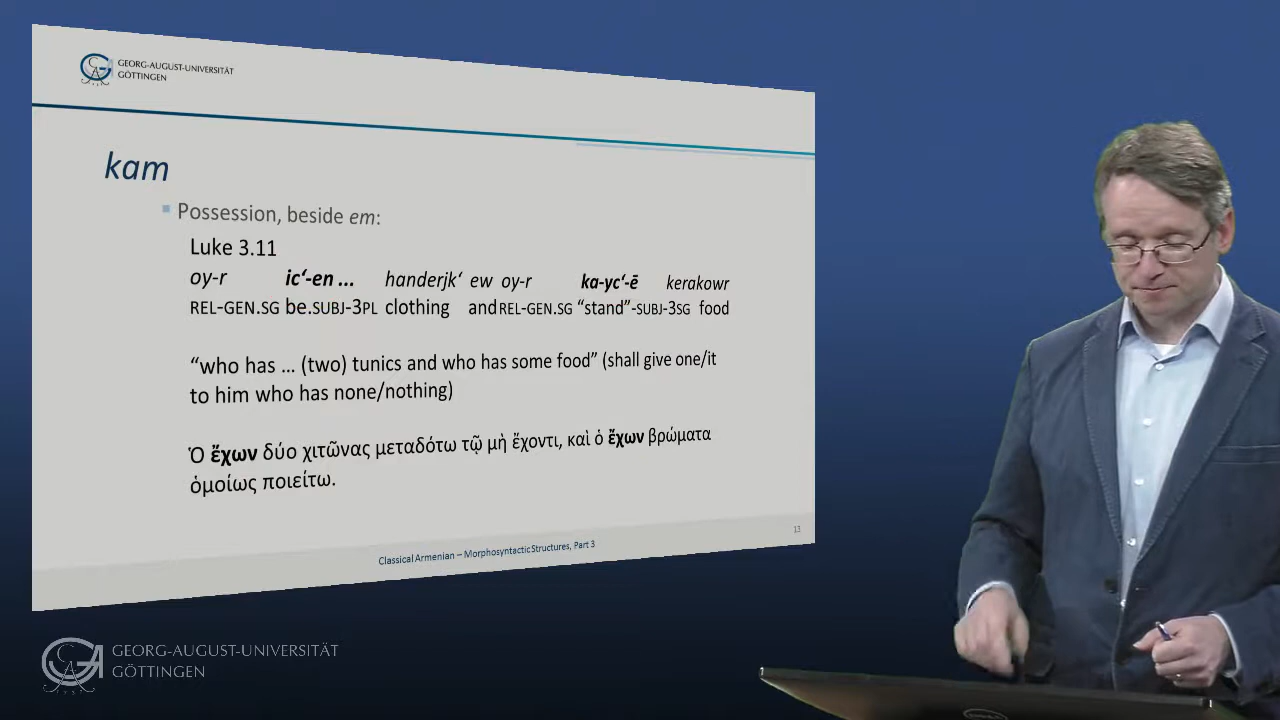 GEORG-AUGUST-UNIVERSITÄT
GÖTTINGEN
kam
Possession, beside em:
Luke 3.11
oy-r ic‘-en ... handerjk‘ ew oy-r ka-yc‘-ē kerakowr
REL-GEN.SG be.SUBJ-3PL clothing and REL-GEN.SG “stand”-SUBJ-3SG food
“who has ... (two) tunics and who has some food” (shall give one/it
to him who has none/nothing)
Ὁ ἔχων δύο χιτῶνας μεταδότω τῷ μὴ ἔχοντι, καὶ ὁ ἔχων βρώματα
ὁμοίως ποιείτω.
13
Classical Armenian – Morphosyntactic Structures, Part 3
GEORG-AUGUST-UNIVERSITÄT
GÖTTINGEN